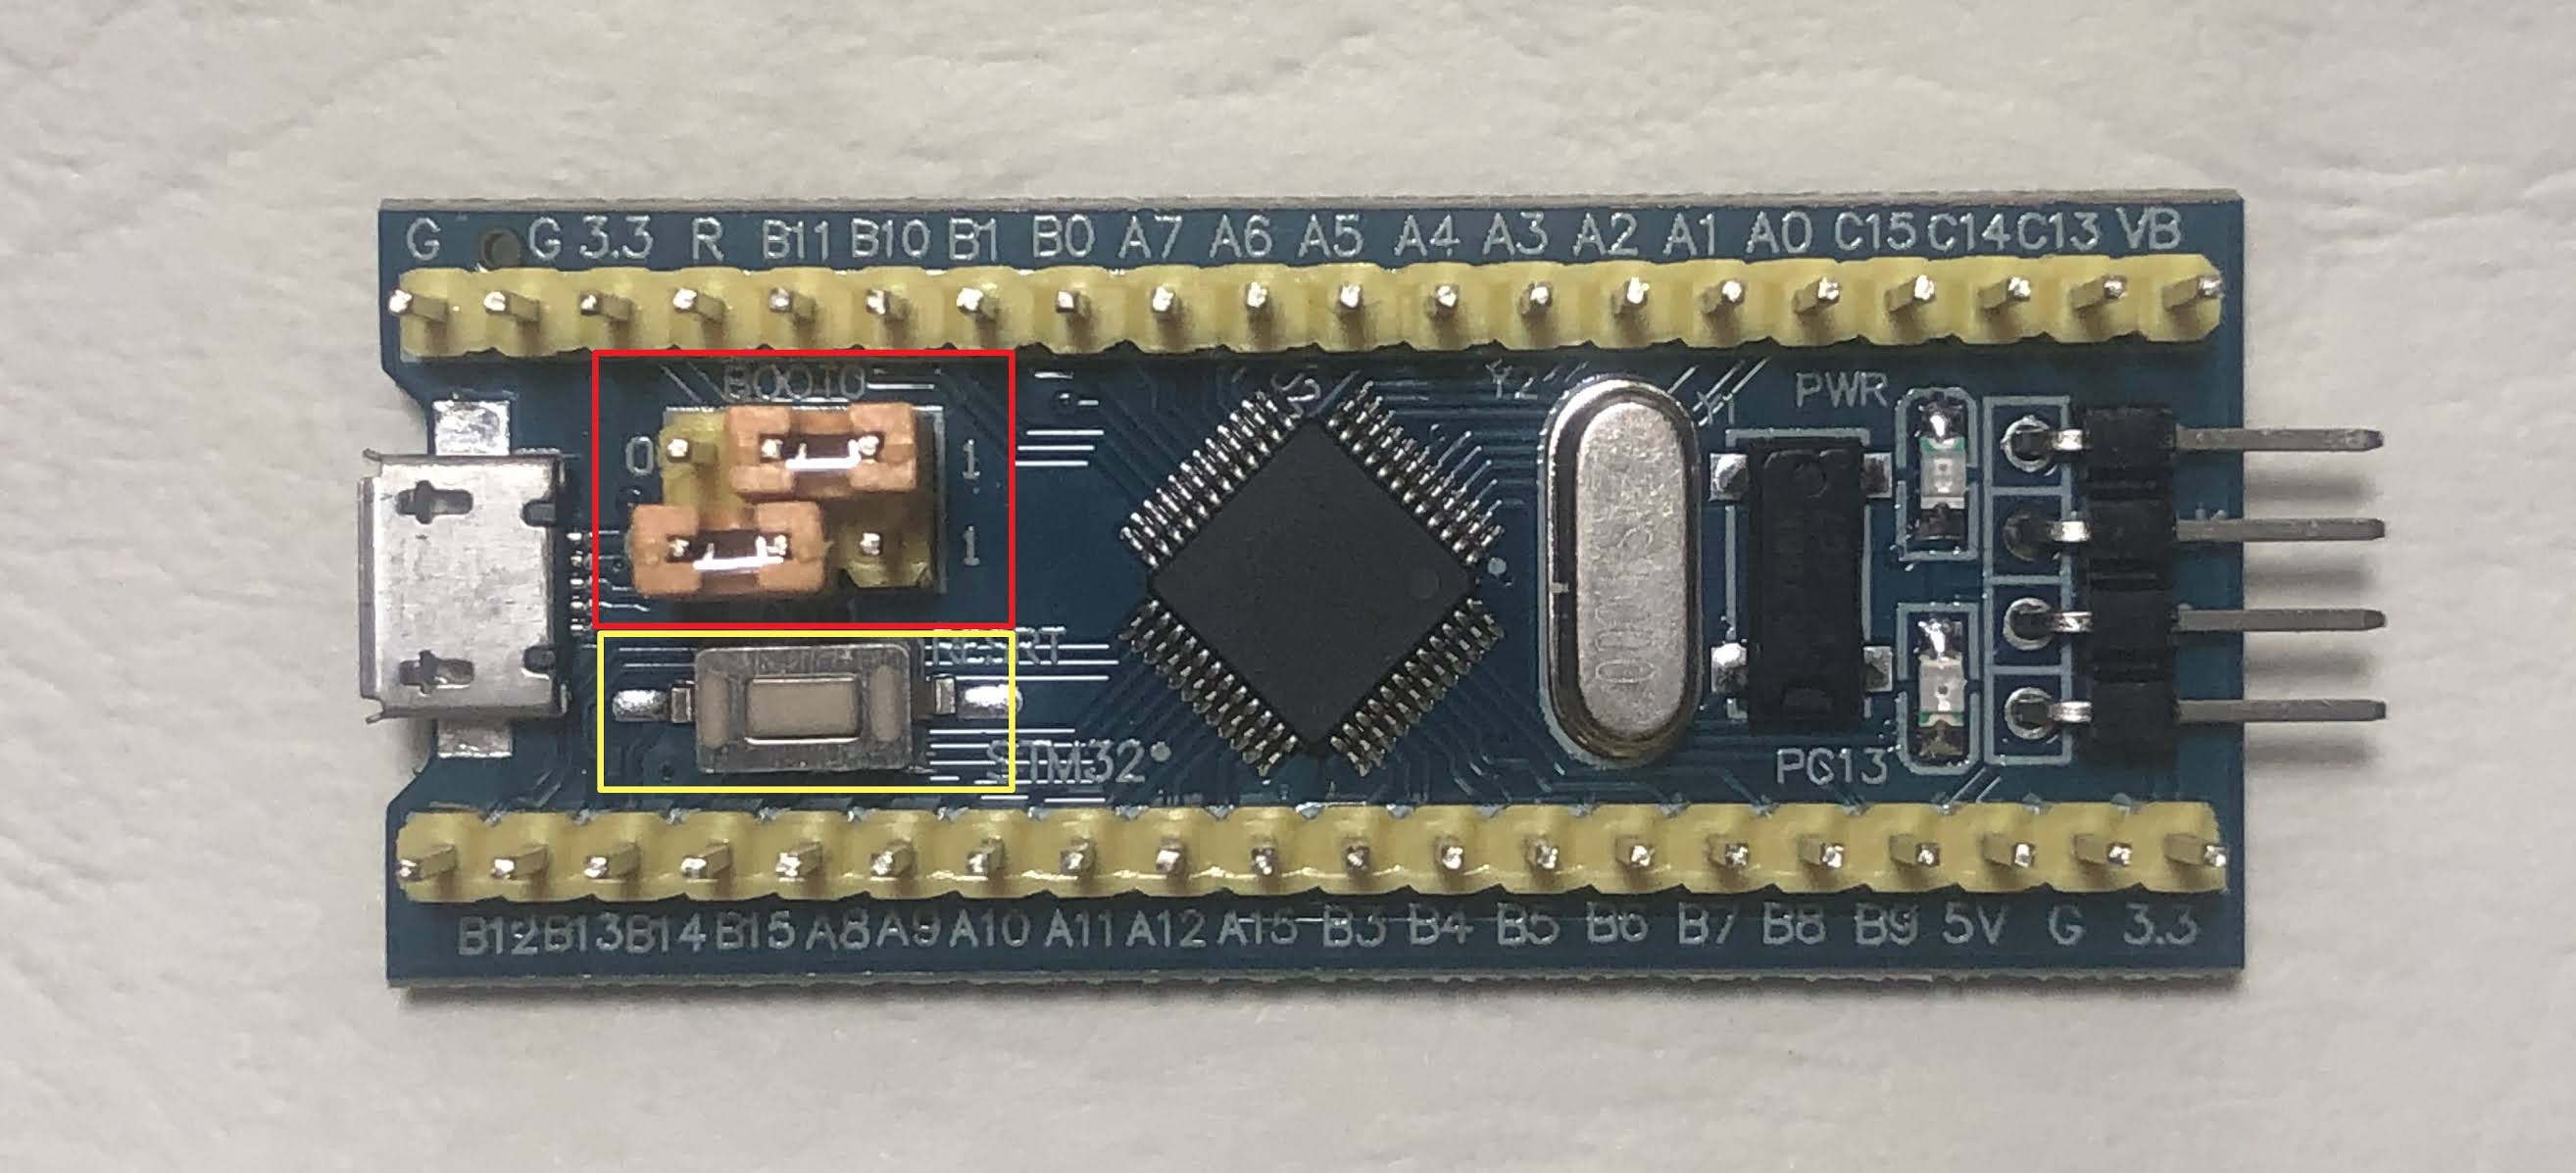 G G 3.3 R B11 B10 B1 B0 A7 A6 A5 A4 A3 A2 A1 A0 C15 C14 C13 VB
BOOT0
0 1
1
Y2
Y1
PWR
RESRT
STM32
PC13
B12 B13 B14 B15 A8 A9 A10 A11 A12 A15 B3 B4 B5 B6 B7 B8 B9 5V G 3.3